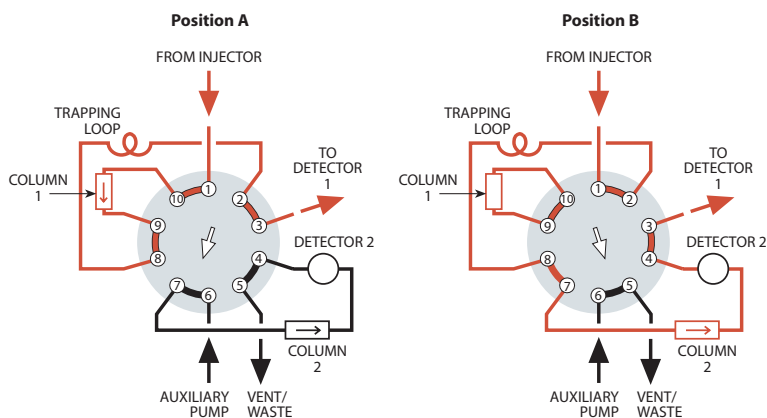 Position A
FROM INJECTOR
TRAPPING
LOOP
TO
DETECTOR
1
COLUMN
1
10
1
2
9
3
8
4
DETECTOR 2
7
6
5
COLUMN
2
AUXILIARY
PUMP
VENT/
WASTE
Position B
FROM INJECTOR
TRAPPING
LOOP
TO
DETECTOR
1
COLUMN
1
10
1
2
9
3
8
4
DETECTOR 2
7
6
5
COLUMN
2
AUXILIARY
PUMP
VENT/
WASTE